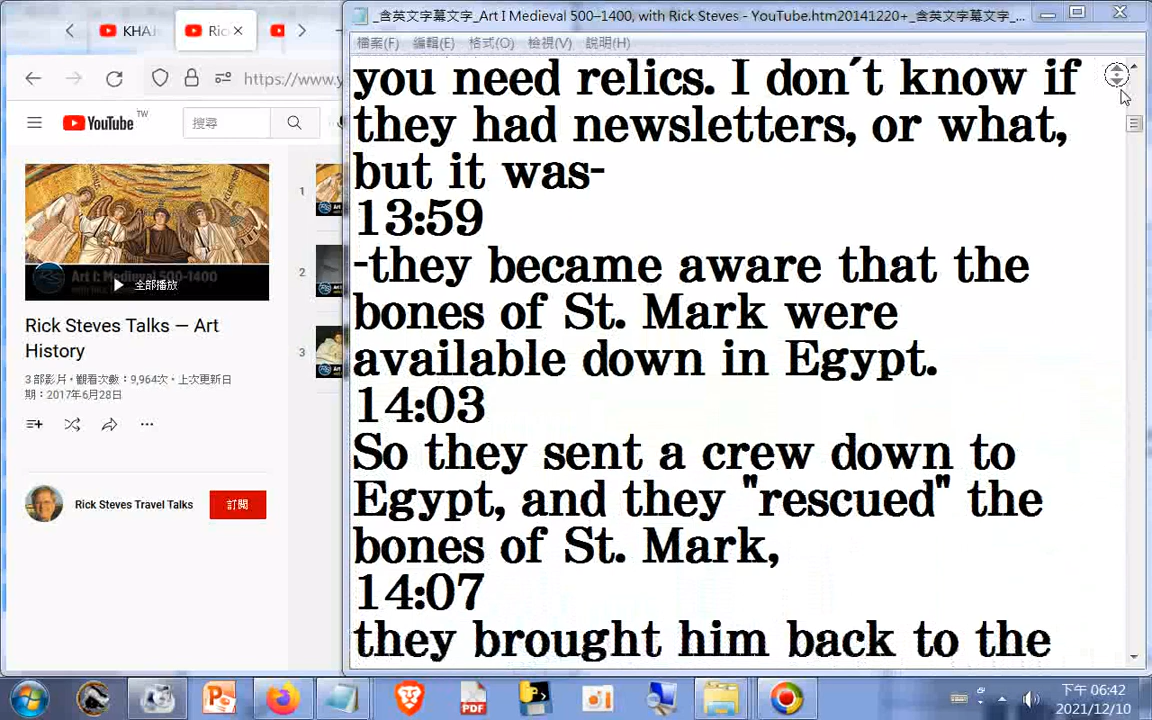 KHA
Ric
https://www.y
YouTube TW
搜尋
Art I: Medieval 500-1400
全部播放
1
2
3
Rick Steves Talks — Art
History
3 部影片・觀看次數：9,964次・上次更新日
期：2017年6月28日
Rick Steves Travel Talks
訂閱
_含英文字幕文字_Art I Medieval 500–1400, with Rick Steves - YouTube.htm20141220+_含英文字幕文字_...
檔案(F) 編輯(E) 格式(O) 檢視(V) 說明(H)
you need relics. I don´t know if
they had newsletters, or what,
but it was-
13:59
-they became aware that the
bones of St. Mark were
available down in Egypt.
14:03
So they sent a crew down to
Egypt, and they "rescued" the
bones of St. Mark,
14:07
they brought him back to the
PDF
下午 06:42
2021/12/10